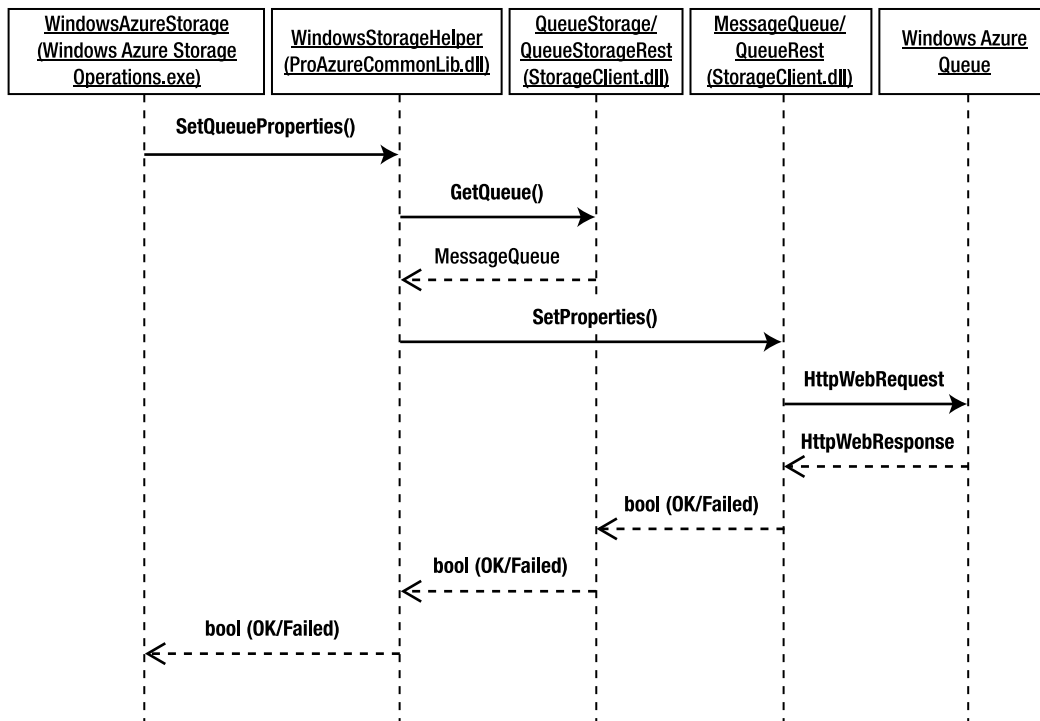 WindowsAzureStorage
(Windows Azure Storage
Operations.exe)
WindowsStorageHelper
(ProAzureCommonLib.dll)
QueueStorage/
QueueStorageRest
(StorageClient.dll)
MessageQueue/
QueueRest
(StorageClient.dll)
Windows Azure
Queue
SetQueueProperties()
GetQueue()
MessageQueue
SetProperties()
HttpWebRequest
HttpWebResponse
bool (OK/Failed)
bool (OK/Failed)
bool (OK/Failed)